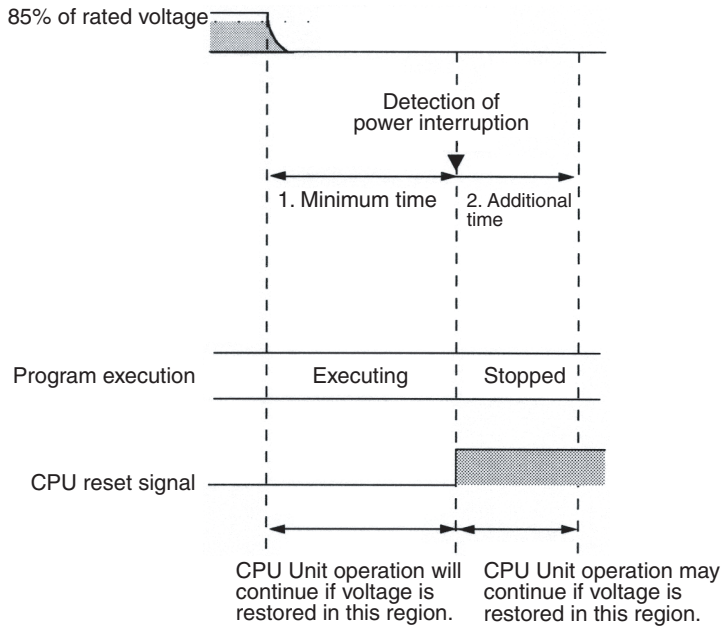 85% of rated voltage
Detection of
power interruption
1. Minimum time
2. Additional
time
Program execution
Executing
Stopped
CPU reset signal
CPU Unit operation will
continue if voltage is
restored in this region.
CPU Unit operation may
continue if voltage is
restored in this region.